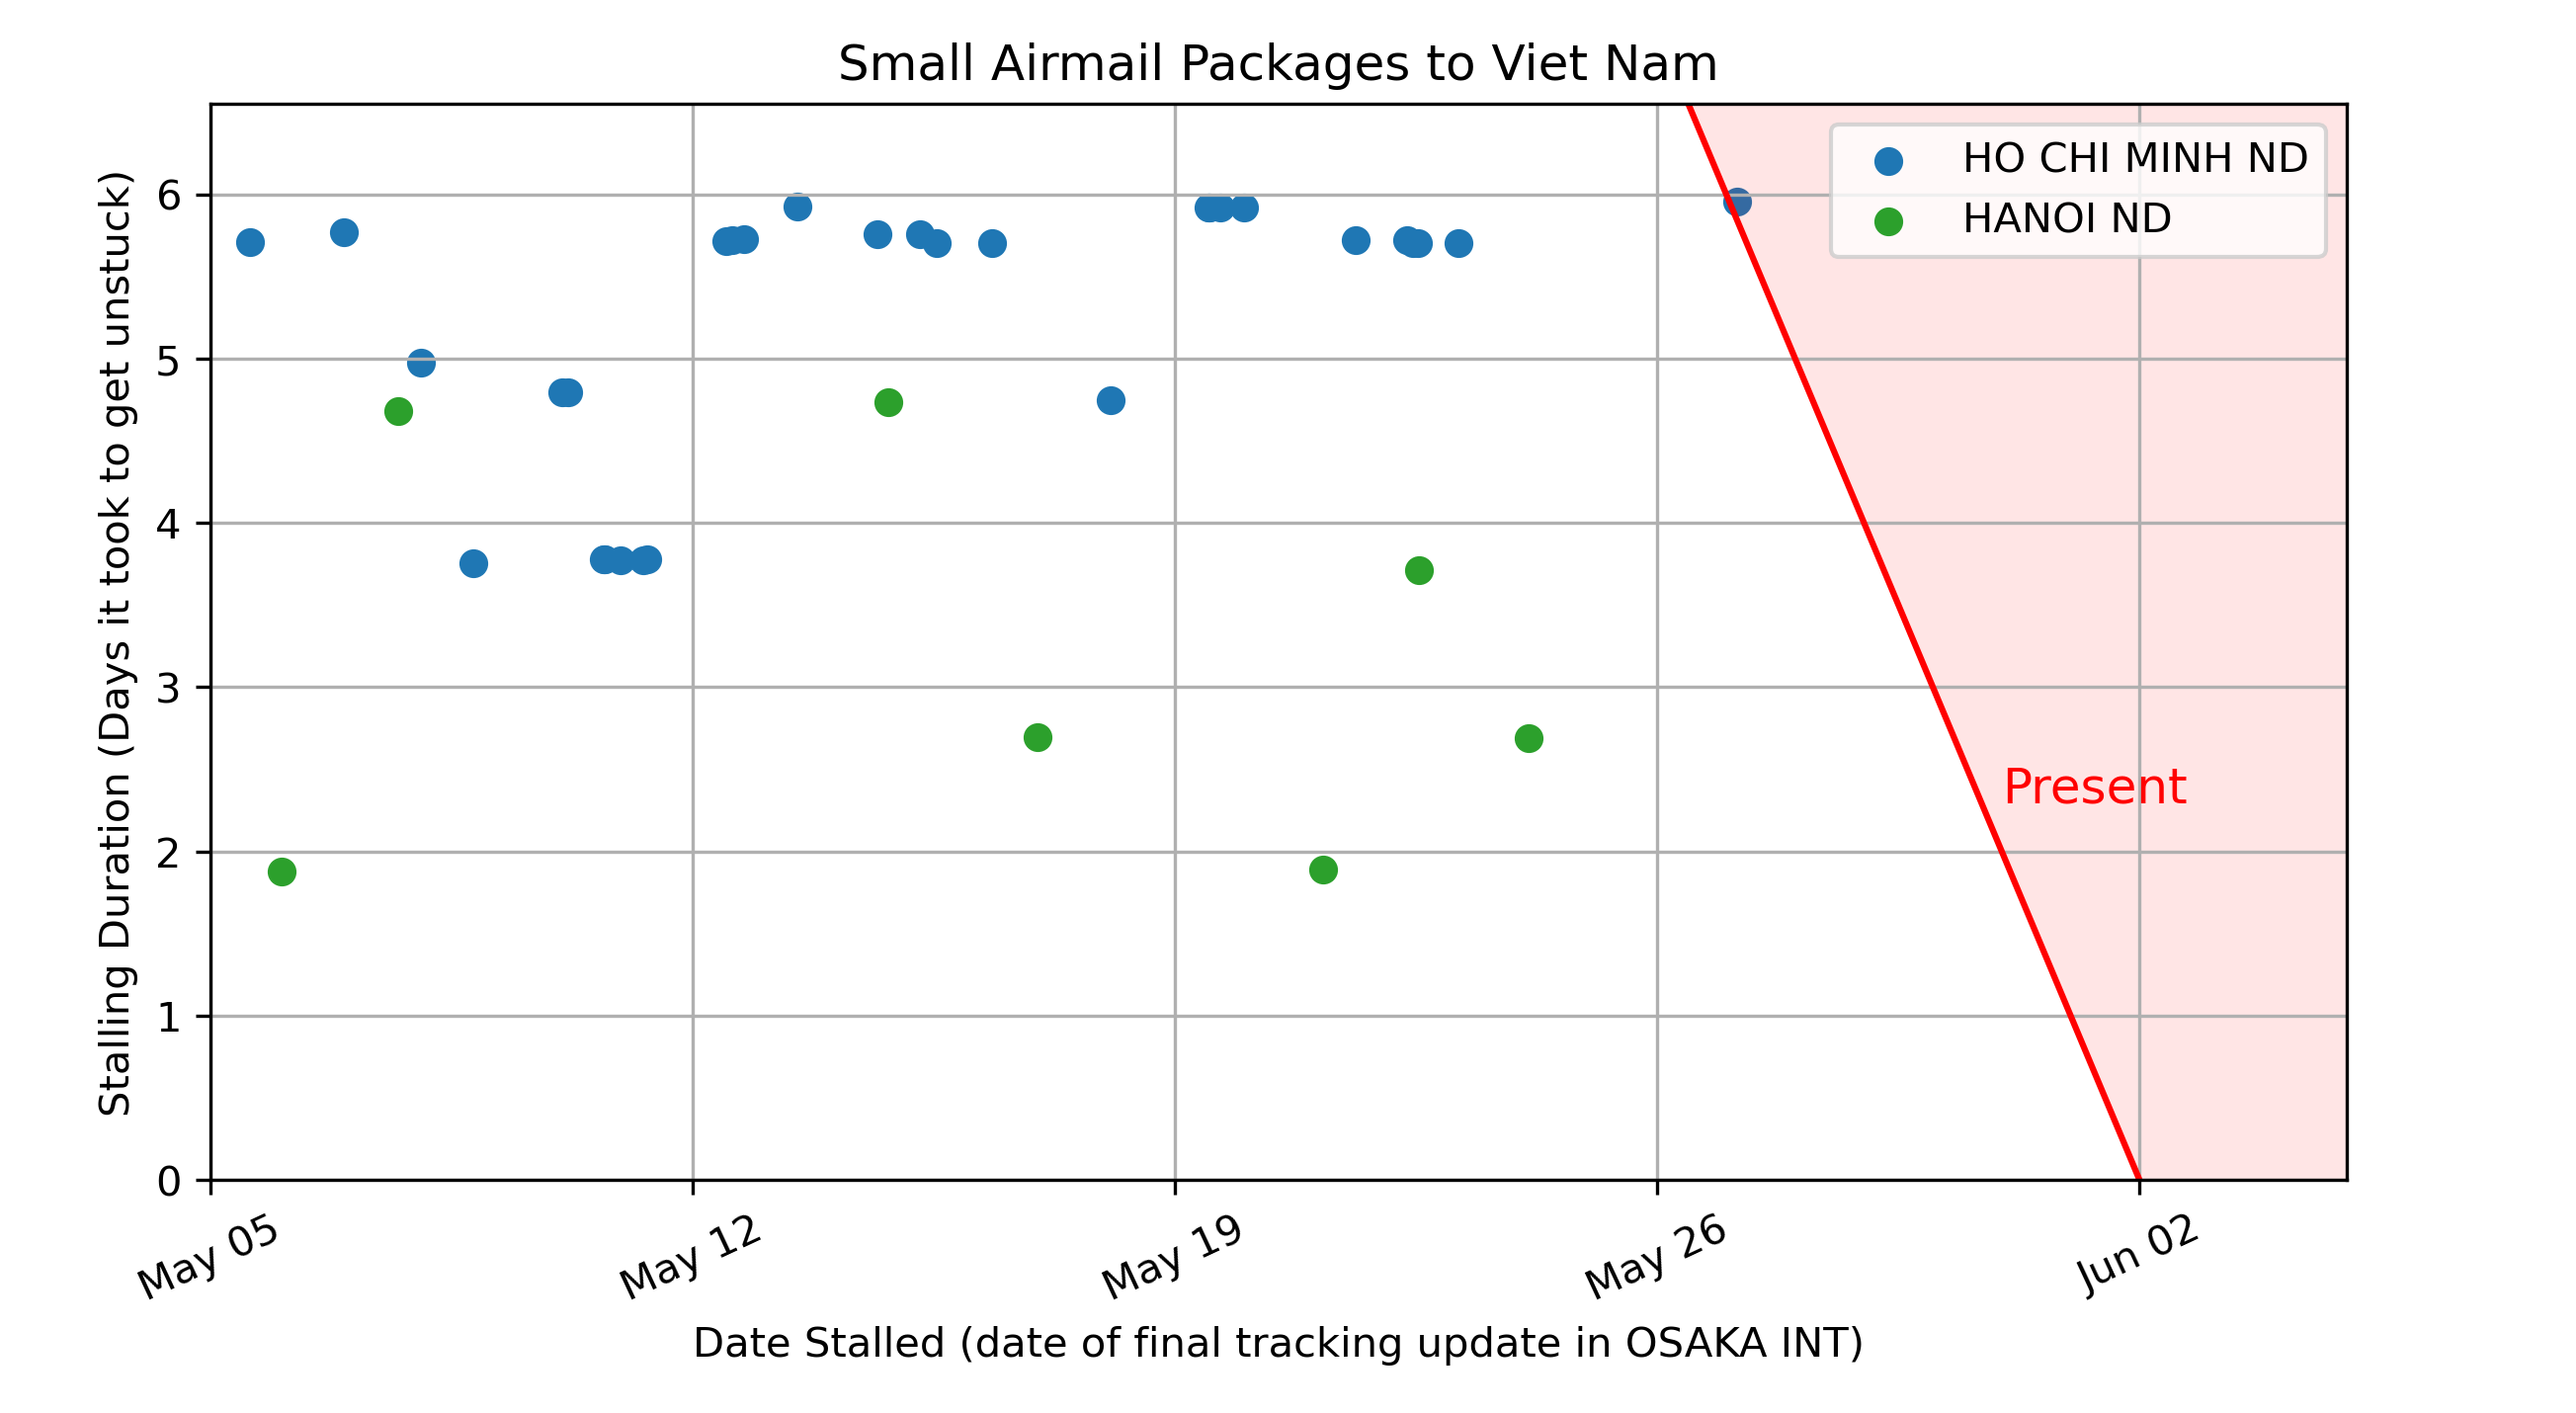 Small Airmail Packages to Viet Nam
Stalling Duration (Days it took to get unstuck)
6
5
4
3
2
1
0
HO CHI MINH ND
HANOI ND
Present
May 05
May 12
May 19
May 26
Jun 02
Date Stalled (date of final tracking update in OSAKA INT)